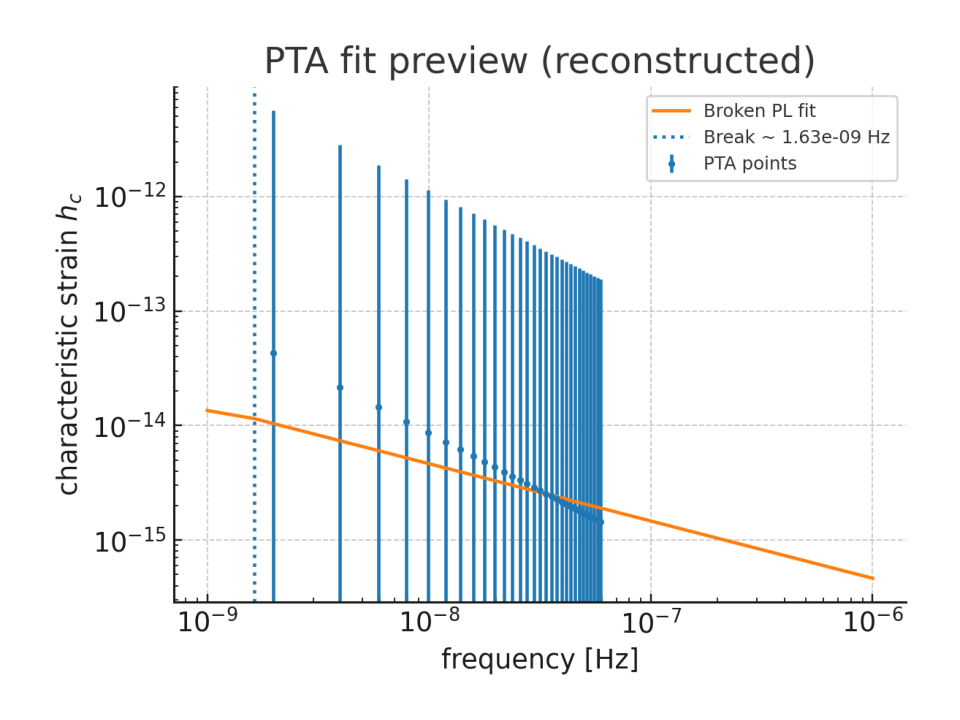 PTA fit preview (reconstructed)
Broken PL fit
Break ~ 1.63e-09 Hz
PTA points
characteristic strain h_c
10⁻¹²
10⁻¹³
10⁻¹⁴
10⁻¹⁵
10⁻⁹ 10⁻⁸ 10⁻⁷ 10⁻⁶
frequency [Hz]